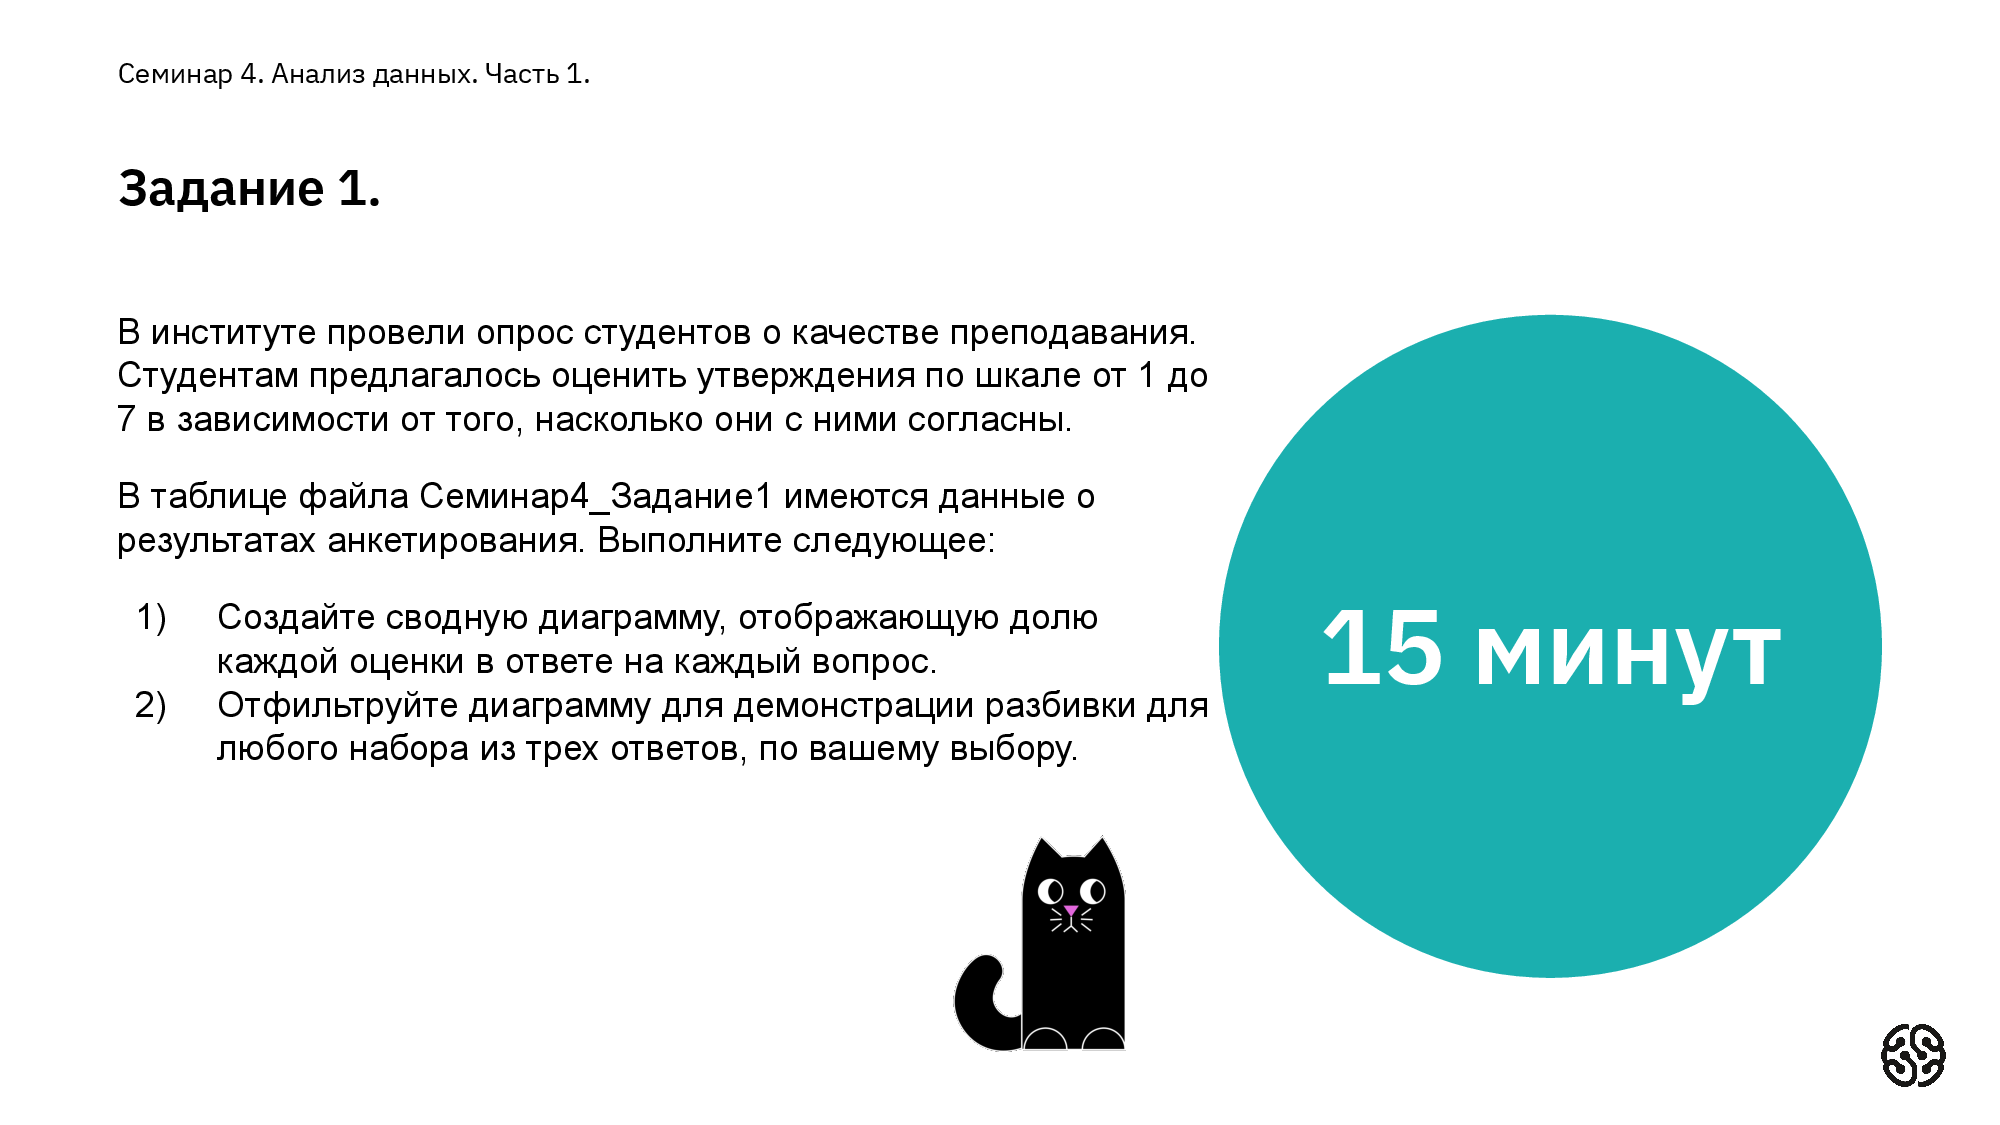 Семинар 4. Анализ данных. Часть 1.
Задание 1.
В институте провели опрос студентов о качестве преподавания.
Студентам предлагалось оценить утверждения по шкале от 1 до
7 в зависимости от того, насколько они с ними согласны.
В таблице файла Семинар4_Задание1 имеются данные о
результатах анкетирования. Выполните следующее:
1) Создайте сводную диаграмму, отображающую долю
каждой оценки в ответе на каждый вопрос.
2) Отфильтруйте диаграмму для демонстрации разбивки для
любого набора из трех ответов, по вашему выбору.
15 минут